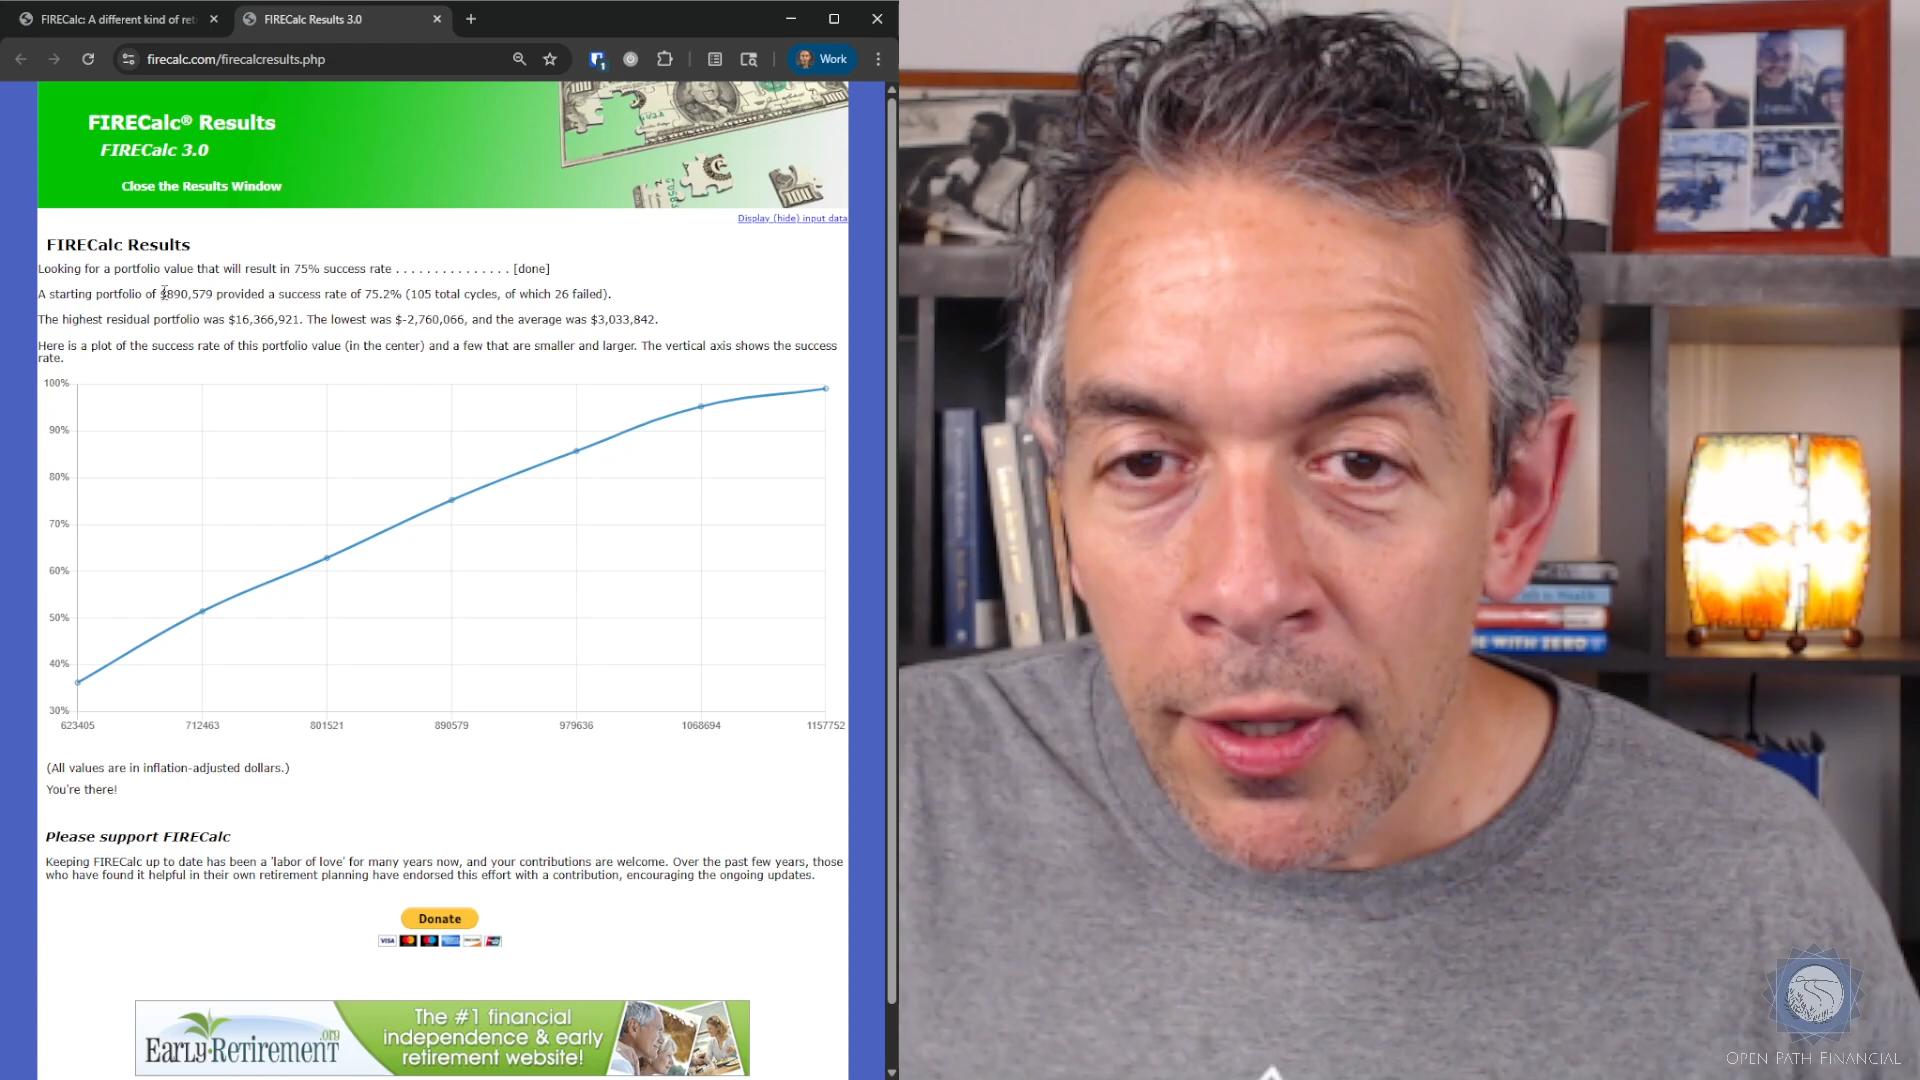 FIRECalc: A different kind of ret
FIRECalc Results 3.0
firecalc.com/firecalcresults.php
1
Work
FIRECalc® Results
FIRECalc 3.0
Close the Results Window
Display (hide) input data
FIRECalc Results
Looking for a portfolio value that will result in 75% success rate . . . . . . . . . . . . . . . [done]
A starting portfolio of $890,579 provided a success rate of 75.2% (105 total cycles, of which 26 failed).
The highest residual portfolio was $16,366,921. The lowest was $-2,760,066, and the average was $3,033,842.
Here is a plot of the success rate of this portfolio value (in the center) and a few that are smaller and larger. The vertical axis shows the success
rate.
100%
90%
80%
70%
60%
50%
40%
30%
623405 712463 801521 890579 979636 1068694 1157752
(All values are in inflation-adjusted dollars.)
You're there!
Please support FIRECalc
Keeping FIRECalc up to date has been a 'labor of love' for many years now, and your contributions are welcome. Over the past few years, those
who have found it helpful in their own retirement planning have endorsed this effort with a contribution, encouraging the ongoing updates.
Donate
VISA
Early-Retirement.org
The #1 financial
independence & early
retirement website!
WITH ZERO
OPEN PATH FINANCIAL